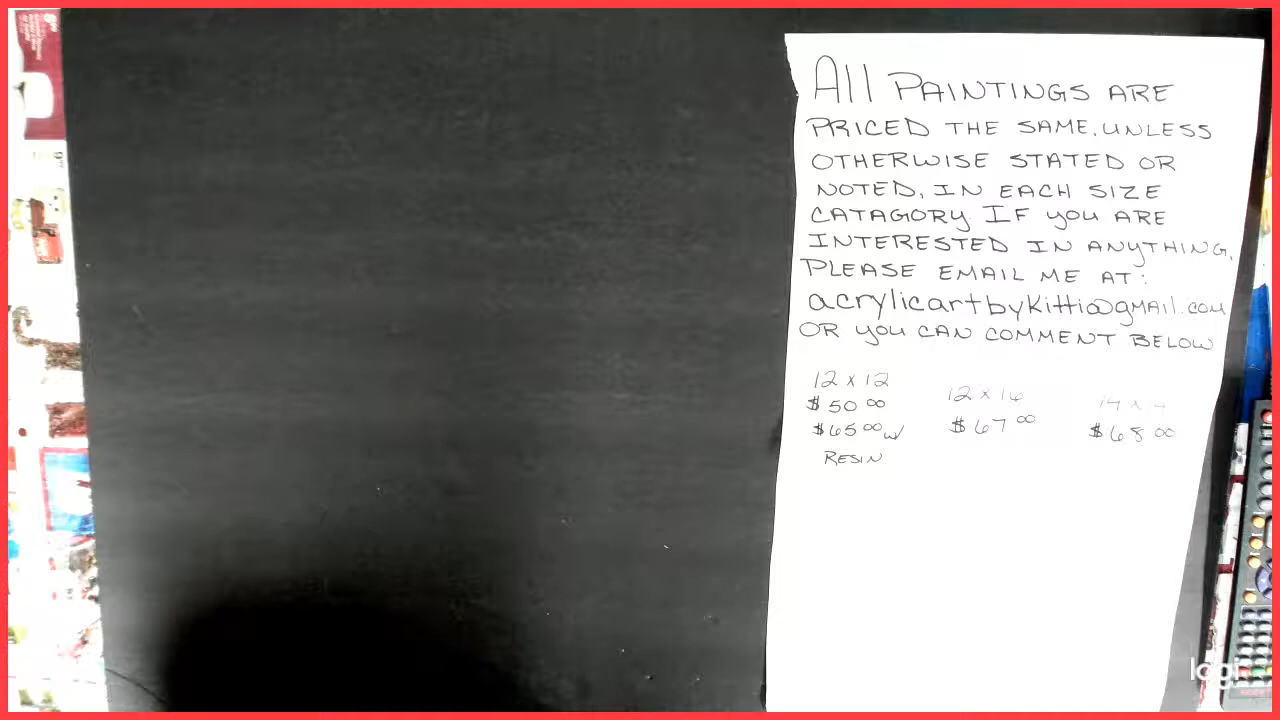 All PAINTINGS ARE
PRICED THE SAME, UNLESS
OTHERWISE STATED OR
NOTED, IN EACH SIZE
CATAGORY. IF YOU ARE
INTERESTED IN ANYTHING,
PLEASE EMAIL ME AT:
acrylicartbykitti@gmail.com
OR YOU CAN COMMENT BELOW
12 x 12
$50.00
$65.00 w/
RESIN
12 x 16
$67.00
$68.00
logi